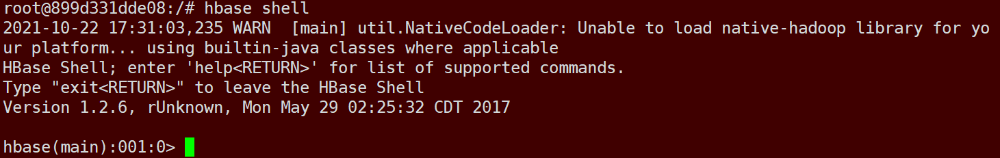 root@899d331dde08:/# hbase shell
2021-10-22 17:31:03,235 WARN  [main] util.NativeCodeLoader: Unable to load native-hadoop library for yo
ur platform... using builtin-java classes where applicable
HBase Shell; enter 'help<RETURN>' for list of supported commands.
Type "exit<RETURN>" to leave the HBase Shell
Version 1.2.6, rUnknown, Mon May 29 02:25:32 CDT 2017
hbase(main):001:0>